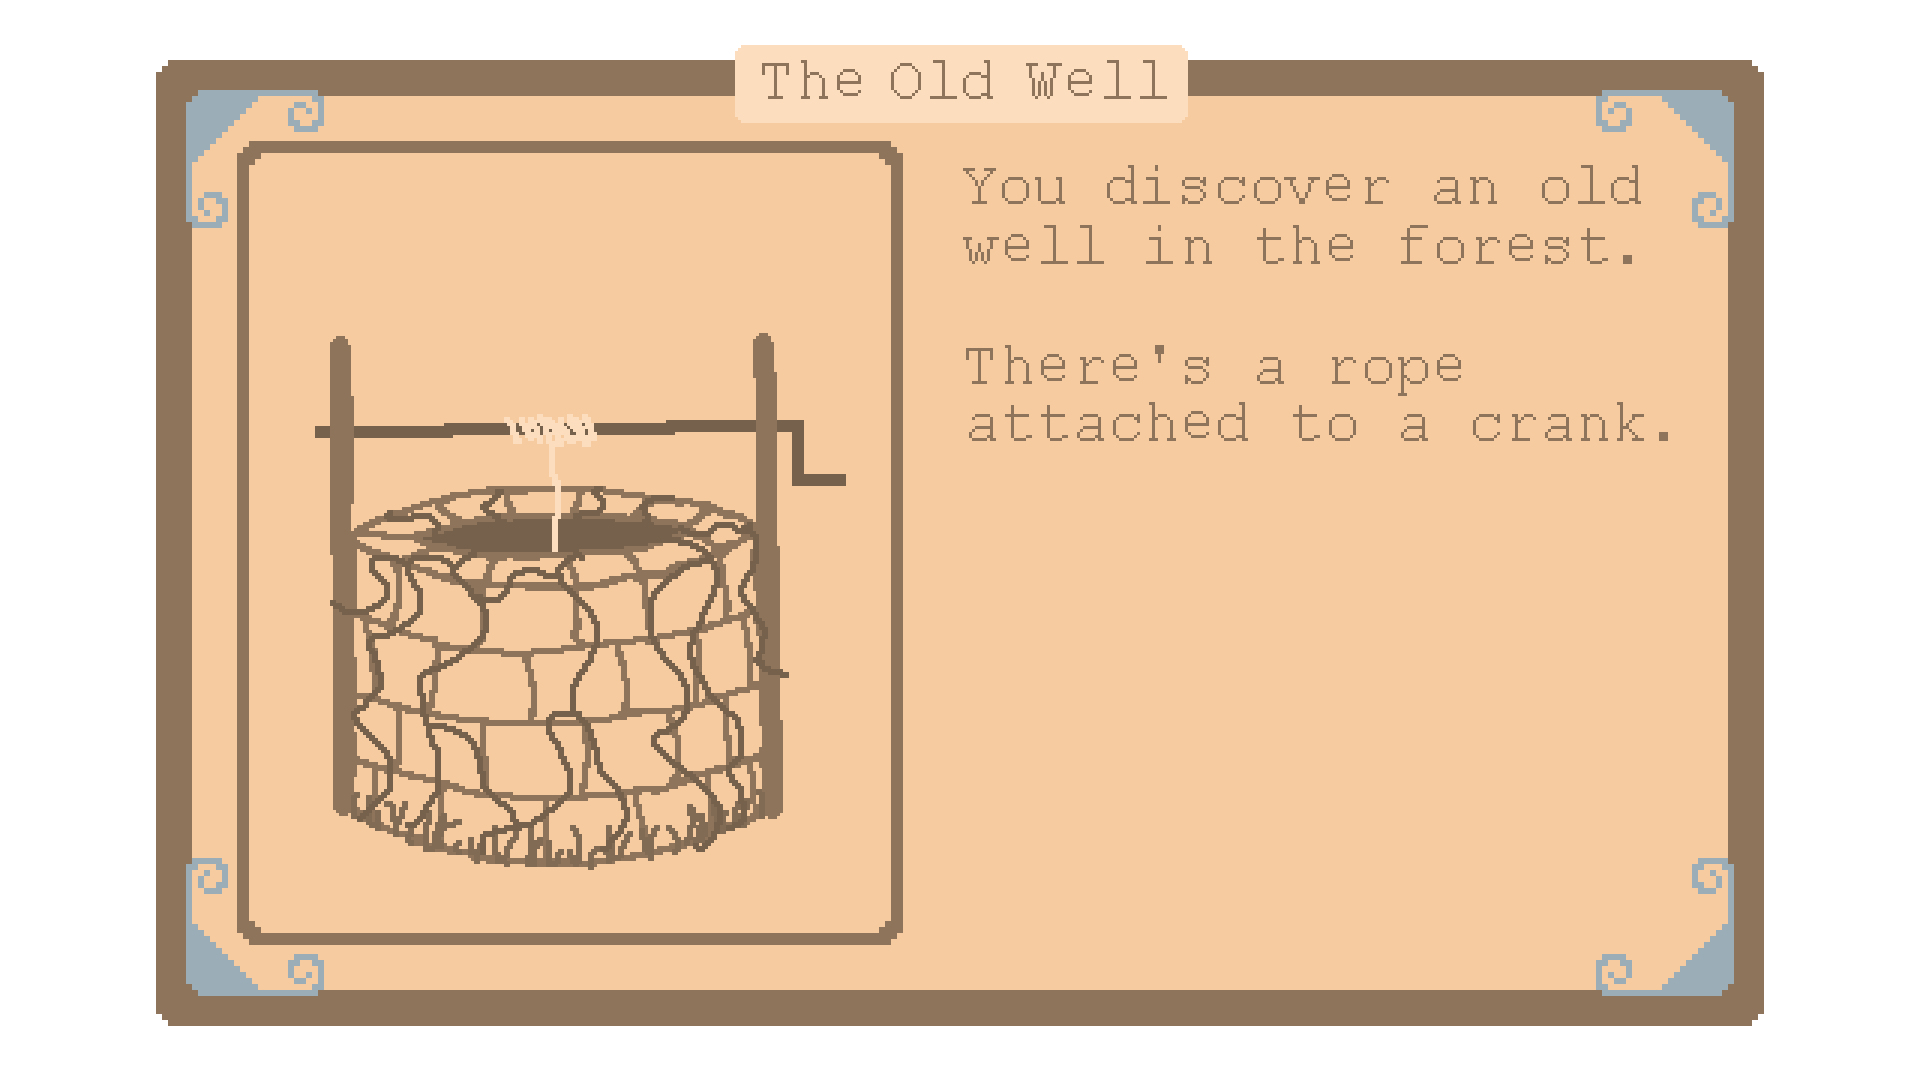 The Old Well
You discover an old
well in the forest.
There's a rope
attached to a crank.